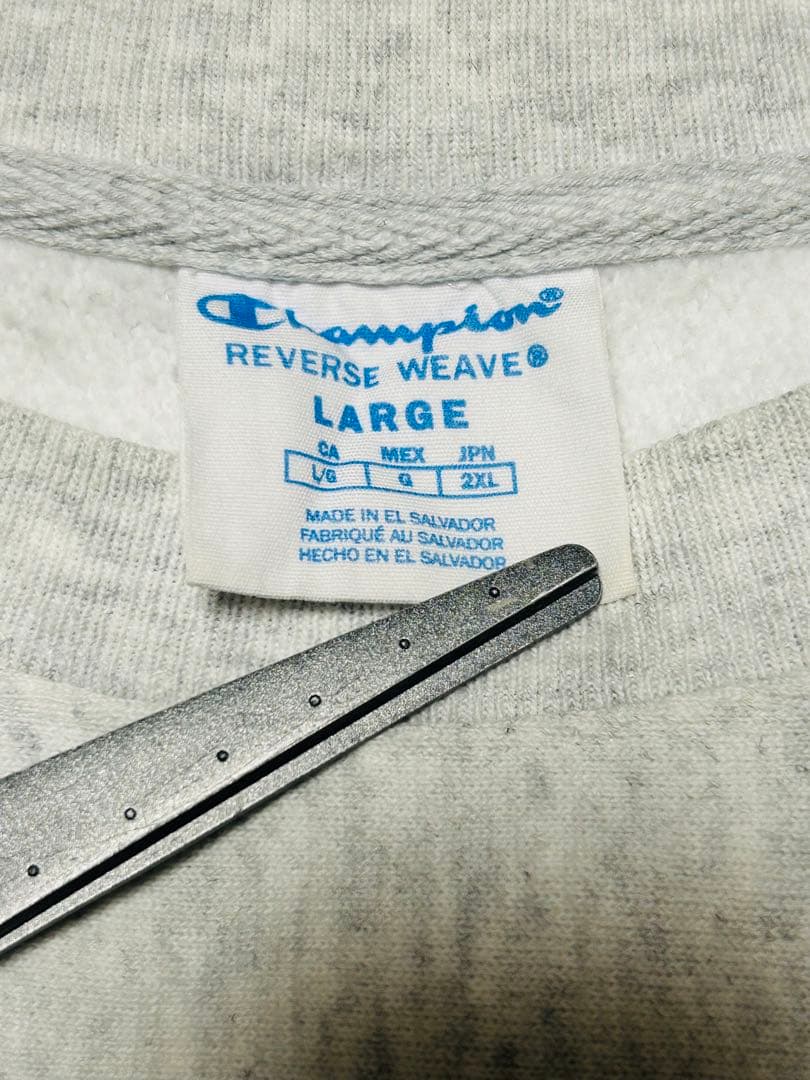 Champion®
REVERSE WEAVE®
LARGE
CA MEX JPN
L/G G 2XL
MADE IN EL SALVADOR
FABRIQUÉ AU SALVADOR
HECHO EN EL SALVADOR